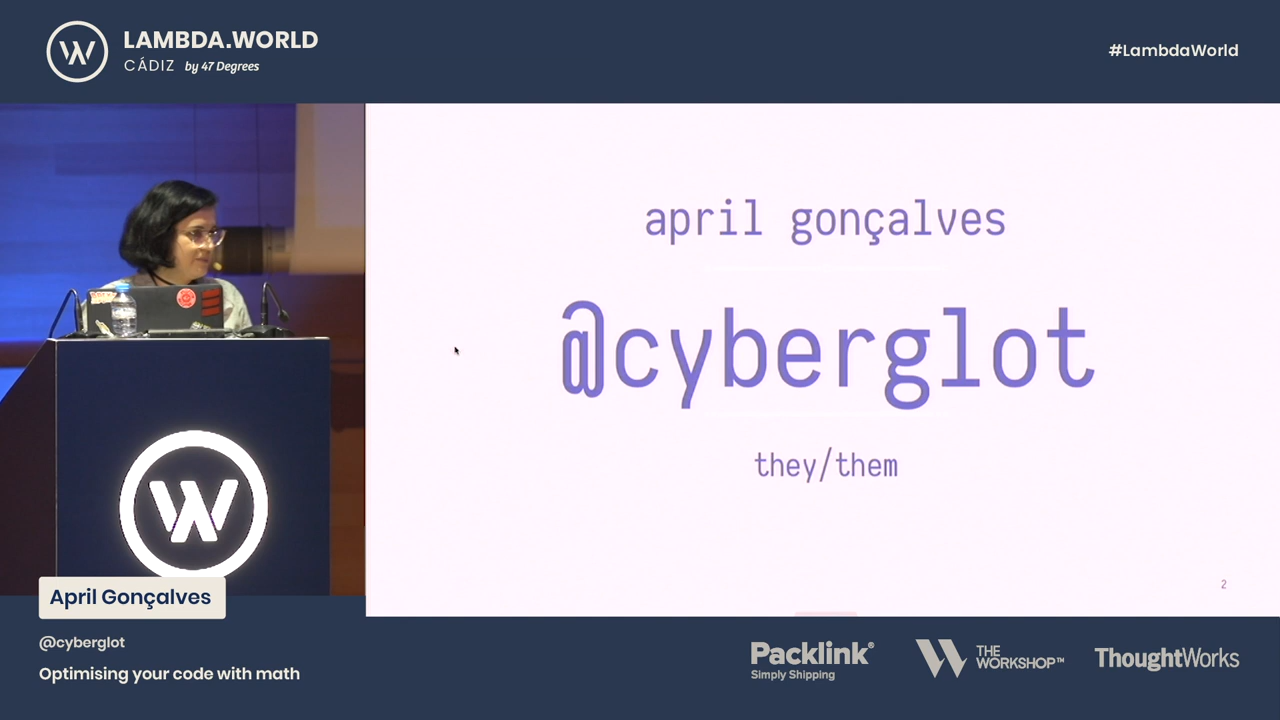 LAMBDA.WORLD
CÁDIZ by 47 Degrees
#LambdaWorld
april gonçalves
@cyberglot
they/them
2
April Gonçalves
@cyberglot
Optimising your code with math
Packlink®
Simply Shipping
THE
WORKSHOP™
ThoughtWorks